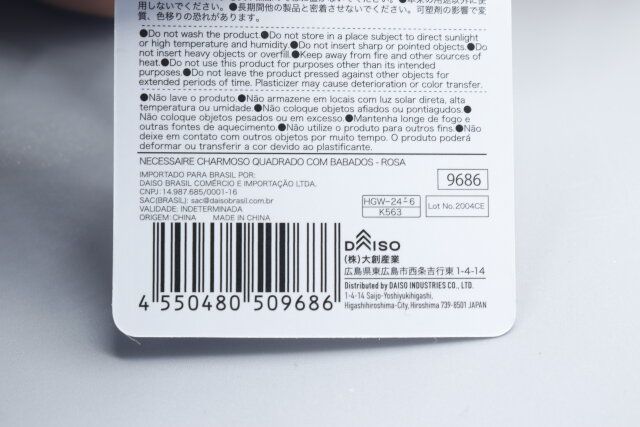 用しないでください。●長期間他の製品と密着させないでください。可塑剤の影響で変
質、色移りの恐れがあります。
●Do not wash the product.●Do not store in a place subject to direct sunlight
or high temperature and humidity.●Do not insert sharp or pointed objects.●Do
not insert heavy objects or overfill.●Keep away from fire and other sources of
heat.●Do not use this product for purposes other than its intended
purposes.●Do not leave the product pressed against other objects for
extended periods of time. Plasticizer may cause deterioration or color transfer.
●Não lave o produto.●Não armazene em locais com luz solar direta, alta
temperatura ou umidade.●Não coloque objetos afiados ou pontiagudos.●
Não coloque objetos pesados ou em excesso.●Mantenha longe de fogo e
outras fontes de aquecimento.●Não utilize o produto para outros fins.●Não
deixe em contato com outros objetos por muito tempo. O produto poderá
deformar ou transferir a cor devido ao plastificante.
NECESSAIRE CHARMOSO QUADRADO COM BABADOS - ROSA
IMPORTADO PARA BRASIL POR:
DAISO BRASIL COMÉRCIO E IMPORTAÇÃO LTDA.
CNPJ: 14.987.685/0001-16
SAC(BRASIL): sac@daisobrasil.com.br
VALIDADE: INDETERMINADA
ORIGEM:CHINA MADE IN CHINA
9686
HGW-24-6
K563
Lot No.2004CE
DAISO
(株)大創産業
広島県東広島市西条吉行東 1-4-14
Distributed by DAISO INDUSTRIES CO., LTD.
1-4-14 Saijo-Yoshiyukihigashi,
Higashihiroshima-City, Hiroshima 739-8501 JAPAN
4 550480 509686